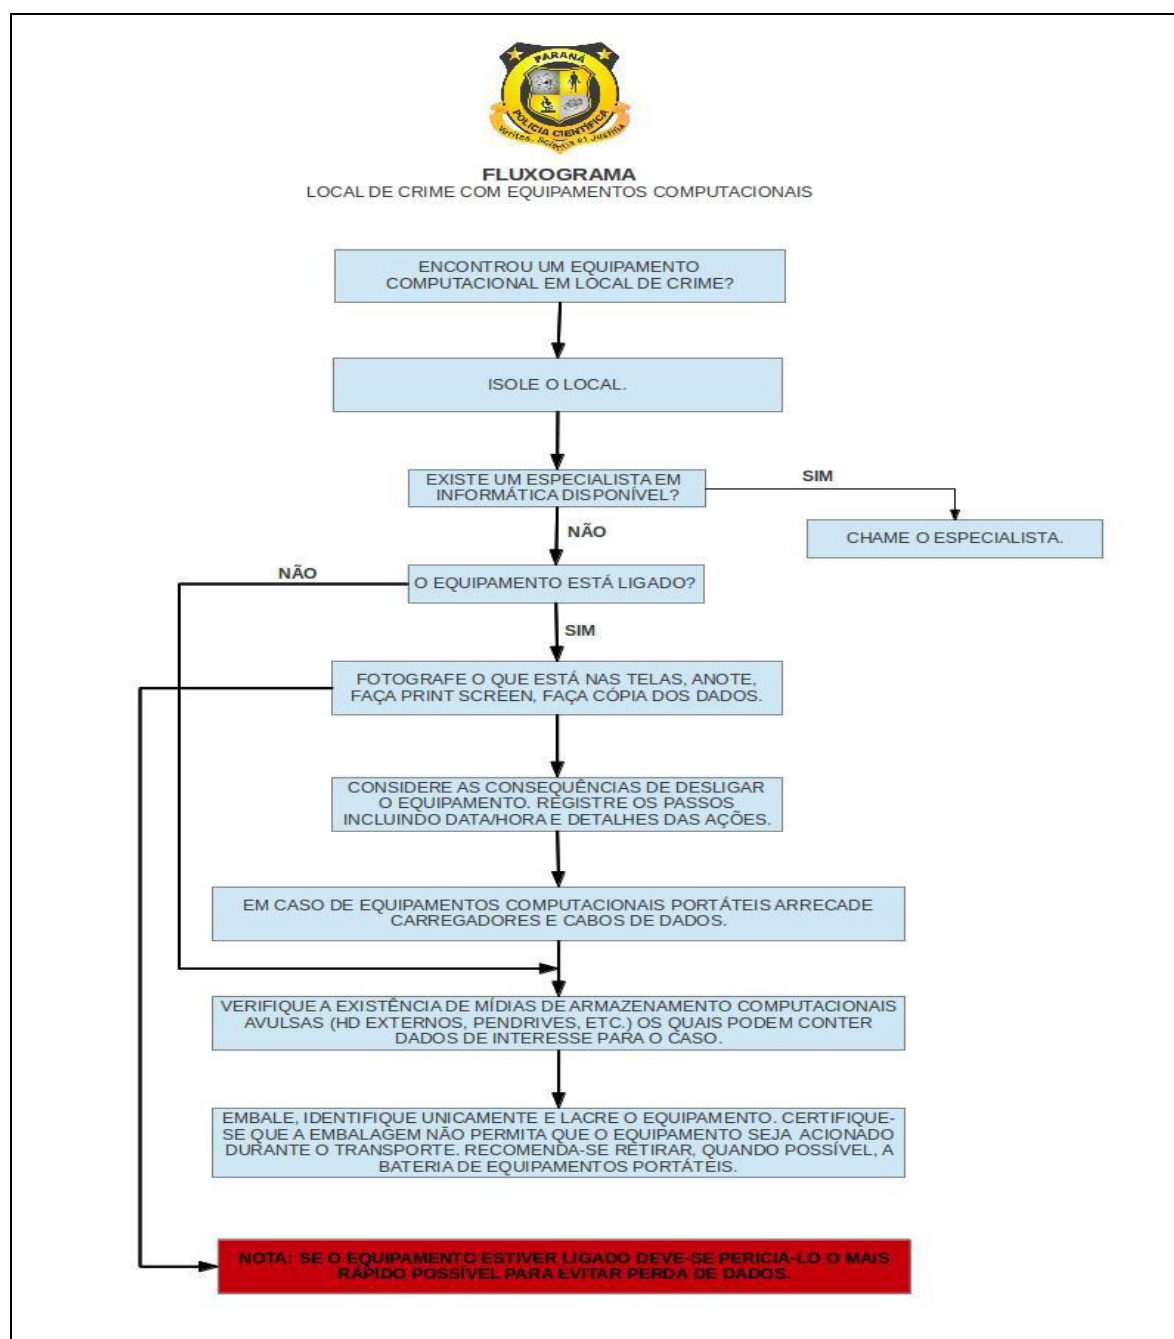 PARANÁ
POLÍCIA CIENTÍFICA
Veritas, Scientia et Justitia
FLUXOGRAMA
LOCAL DE CRIME COM EQUIPAMENTOS COMPUTACIONAIS
ENCONTROU UM EQUIPAMENTO
COMPUTACIONAL EM LOCAL DE CRIME?
ISOLE O LOCAL.
EXISTE UM ESPECIALISTA EM
INFORMÁTICA DISPONÍVEL?
SIM
CHAME O ESPECIALISTA.
NÃO
NÃO
O EQUIPAMENTO ESTÁ LIGADO?
SIM
FOTOGRAFE O QUE ESTÁ NAS TELAS, ANOTE,
FAÇA PRINT SCREEN, FAÇA CÓPIA DOS DADOS.
CONSIDERE AS CONSEQUÊNCIAS DE DESLIGAR
O EQUIPAMENTO. REGISTRE OS PASSOS
INCLUINDO DATA/HORA E DETALHES DAS AÇÕES.
EM CASO DE EQUIPAMENTOS COMPUTACIONAIS PORTÁTEIS ARRECADE
CARREGADORES E CABOS DE DADOS.
VERIFIQUE A EXISTÊNCIA DE MÍDIAS DE ARMAZENAMENTO COMPUTACIONAIS
AVULSAS (HD EXTERNOS, PENDRIVES, ETC.) OS QUAIS PODEM CONTER
DADOS DE INTERESSE PARA O CASO.
EMBALE, IDENTIFIQUE UNICAMENTE E LACRE O EQUIPAMENTO. CERTIFIQUE-
SE QUE A EMBALAGEM NÃO PERMITA QUE O EQUIPAMENTO SEJA ACIONADO
DURANTE O TRANSPORTE. RECOMENDA-SE RETIRAR, QUANDO POSSÍVEL, A
BATERIA DE EQUIPAMENTOS PORTÁTEIS.
NOTA: SE O EQUIPAMENTO ESTIVER LIGADO DEVE-SE PERICIÁ-LO O MAIS
RÁPIDO POSSÍVEL PARA EVITAR PERDA DE DADOS.